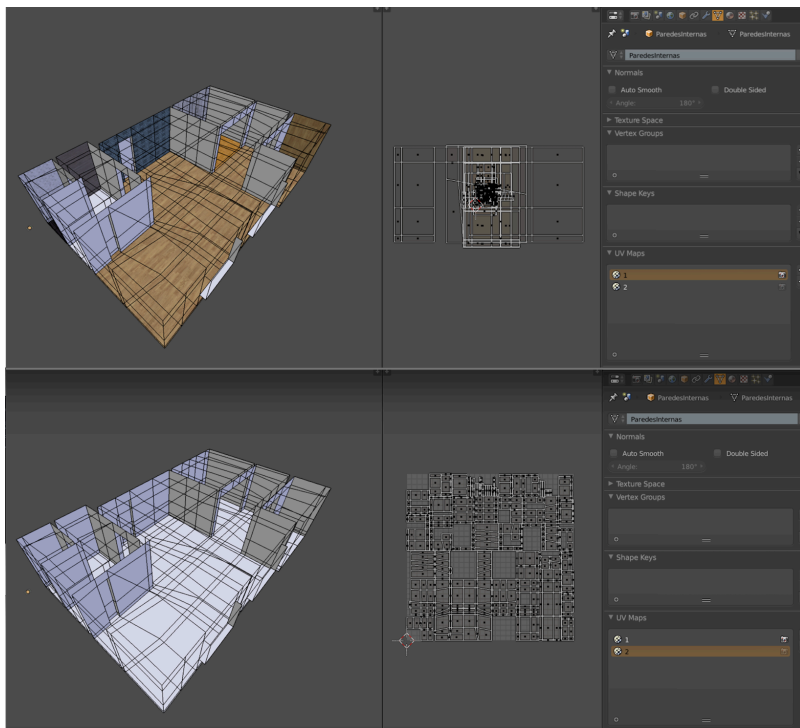 ParedesInternas ParedesInternas
ParedesInternas
Normals
Auto Smooth Double Sided
Angle: 180°
Texture Space
Vertex Groups
Shape Keys
UV Maps
1
2
ParedesInternas ParedesInternas
ParedesInternas
Normals
Auto Smooth Double Sided
Angle: 180°
Texture Space
Vertex Groups
Shape Keys
UV Maps
1
2